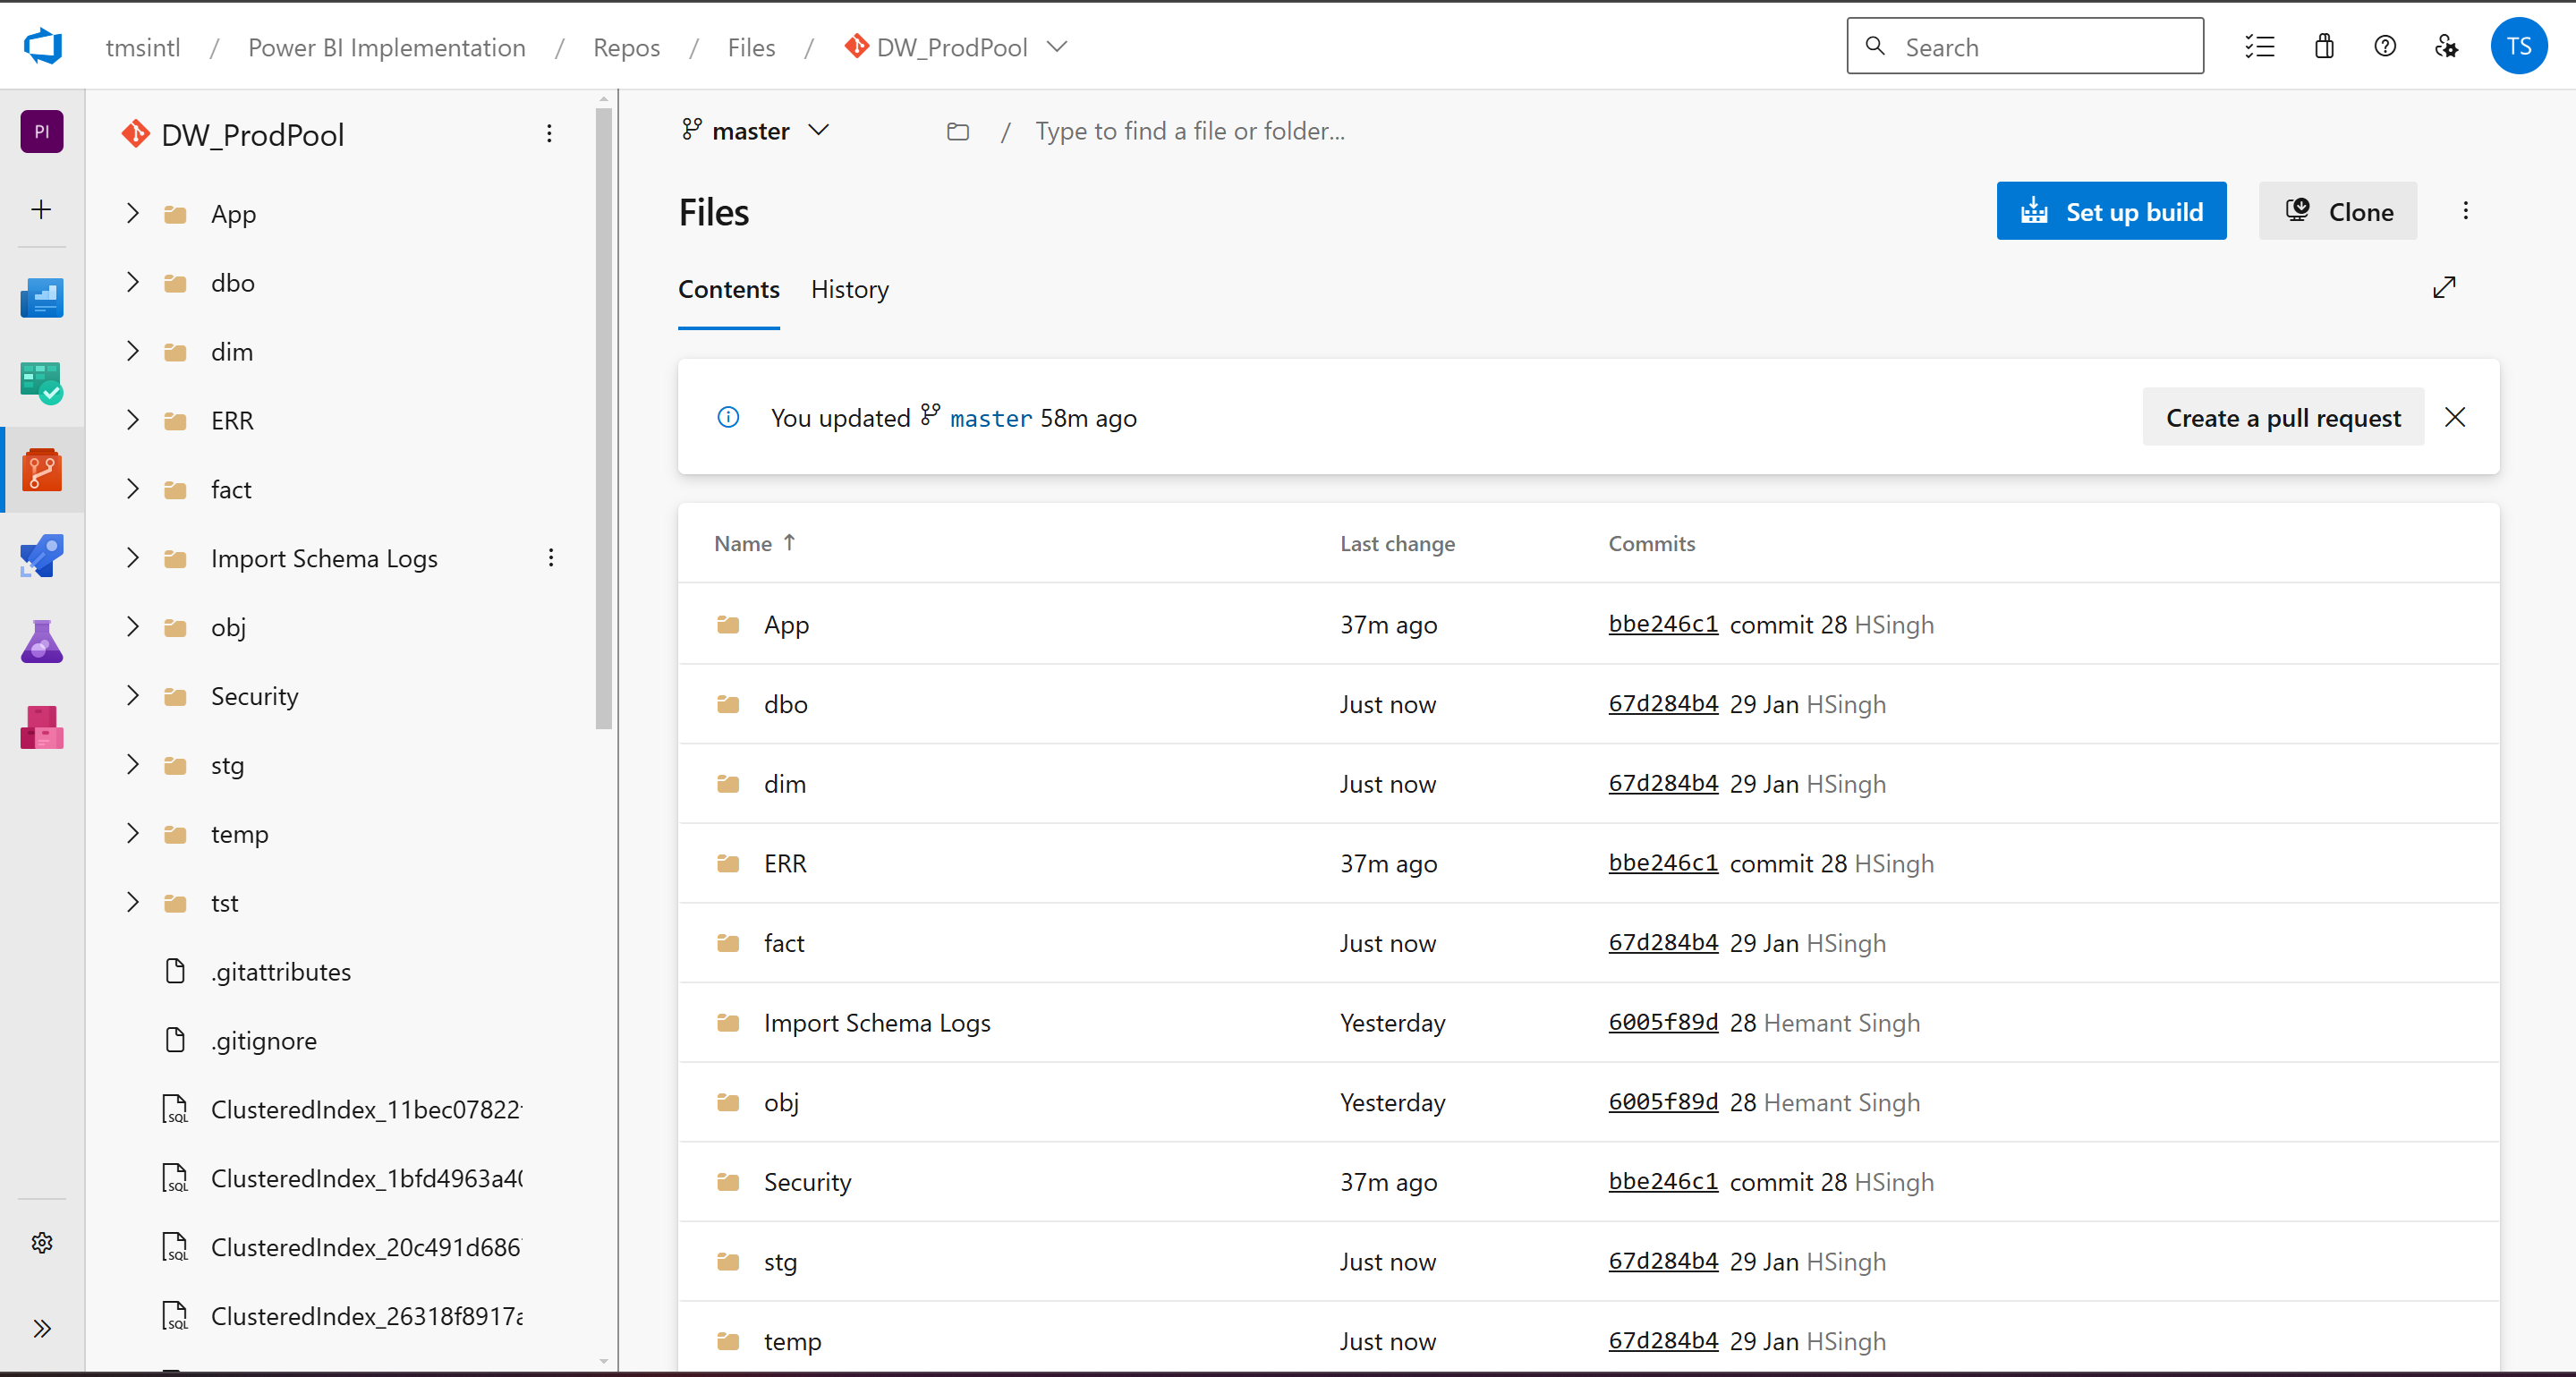 tmsintl / Power BI Implementation / Repos / Files / DW_ProdPool
Search
TS
PI
DW_ProdPool
App
dbo
dim
ERR
fact
Import Schema Logs
obj
Security
stg
temp
tst
.gitattributes
.gitignore
SQL ClusteredIndex_11bec07822
SQL ClusteredIndex_1bfd4963a4
SQL ClusteredIndex_20c491d686
SQL ClusteredIndex_26318f8917a
master
/ Type to find a file or folder...
Files
Set up build
Clone
Contents History
You updated master 58m ago
Create a pull request
Name Last change Commits
App 37m ago bbe246c1 commit 28 HSingh
dbo Just now 67d284b4 29 Jan HSingh
dim Just now 67d284b4 29 Jan HSingh
ERR 37m ago bbe246c1 commit 28 HSingh
fact Just now 67d284b4 29 Jan HSingh
Import Schema Logs Yesterday 6005f89d 28 Hemant Singh
obj Yesterday 6005f89d 28 Hemant Singh
Security 37m ago bbe246c1 commit 28 HSingh
stg Just now 67d284b4 29 Jan HSingh
temp Just now 67d284b4 29 Jan HSingh